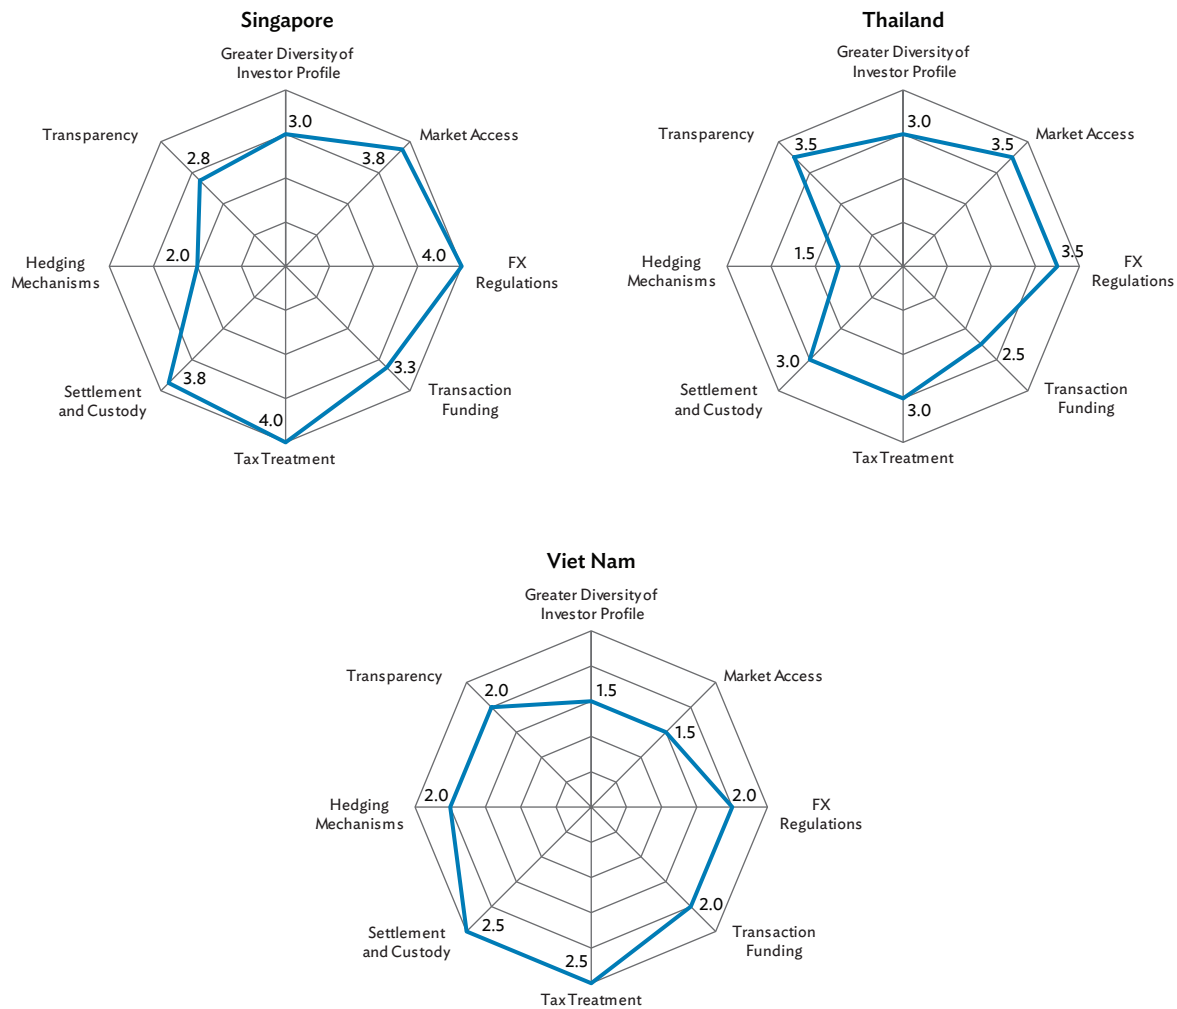 Singapore
Greater Diversity of
Investor Profile
3.0
Transparency
Market Access
2.8
3.8
Hedging
Mechanisms
2.0
4.0
FX
Regulations
3.8
3.3
Settlement
and Custody
Transaction
Funding
4.0
Tax Treatment
Thailand
Greater Diversity of
Investor Profile
3.0
Transparency
Market Access
3.5
3.5
Hedging
Mechanisms
1.5
3.5
FX
Regulations
3.0
2.5
Settlement
and Custody
Transaction
Funding
3.0
Tax Treatment
Viet Nam
Greater Diversity of
Investor Profile
Transparency
Market Access
2.0
1.5
1.5
Hedging
Mechanisms
2.0
2.0
FX
Regulations
2.0
2.5
Settlement
and Custody
Transaction
Funding
2.5
Tax Treatment